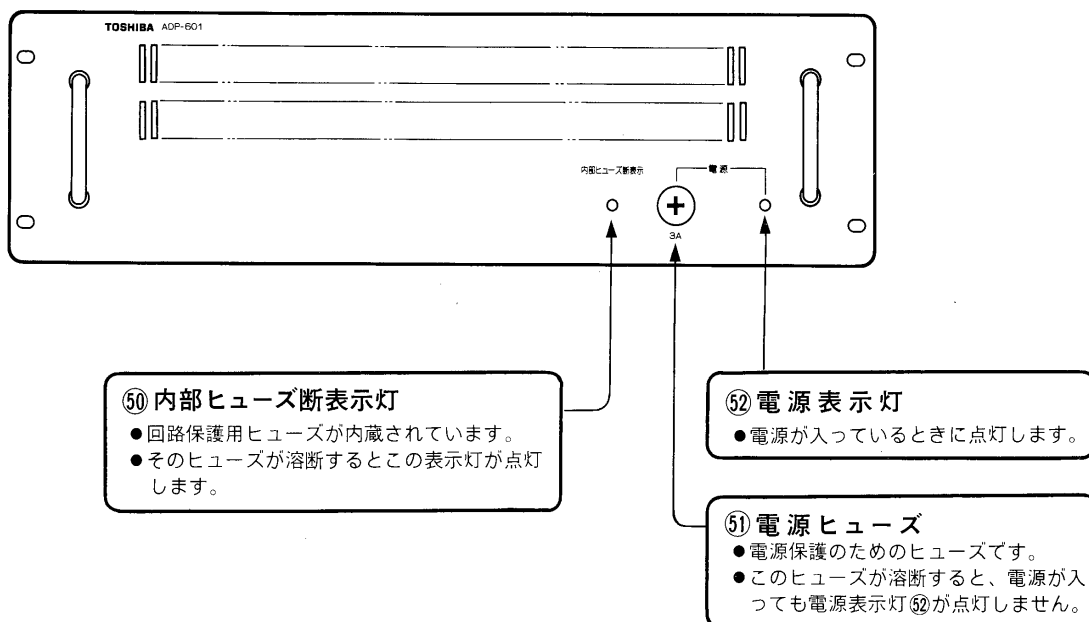 TOSHIBA ADP-601
内部ヒューズ断表示
電源
3A
㊿内部ヒューズ断表示灯
●回路保護用ヒューズが内蔵されています。
●そのヒューズが溶断するとこの表示灯が点灯
します。
52電源表示灯
●電源が入っているときに点灯します。
51電源ヒューズ
●電源保護のためのヒューズです。
●このヒューズが溶断すると、電源が入
っても電源表示灯52が点灯しません。